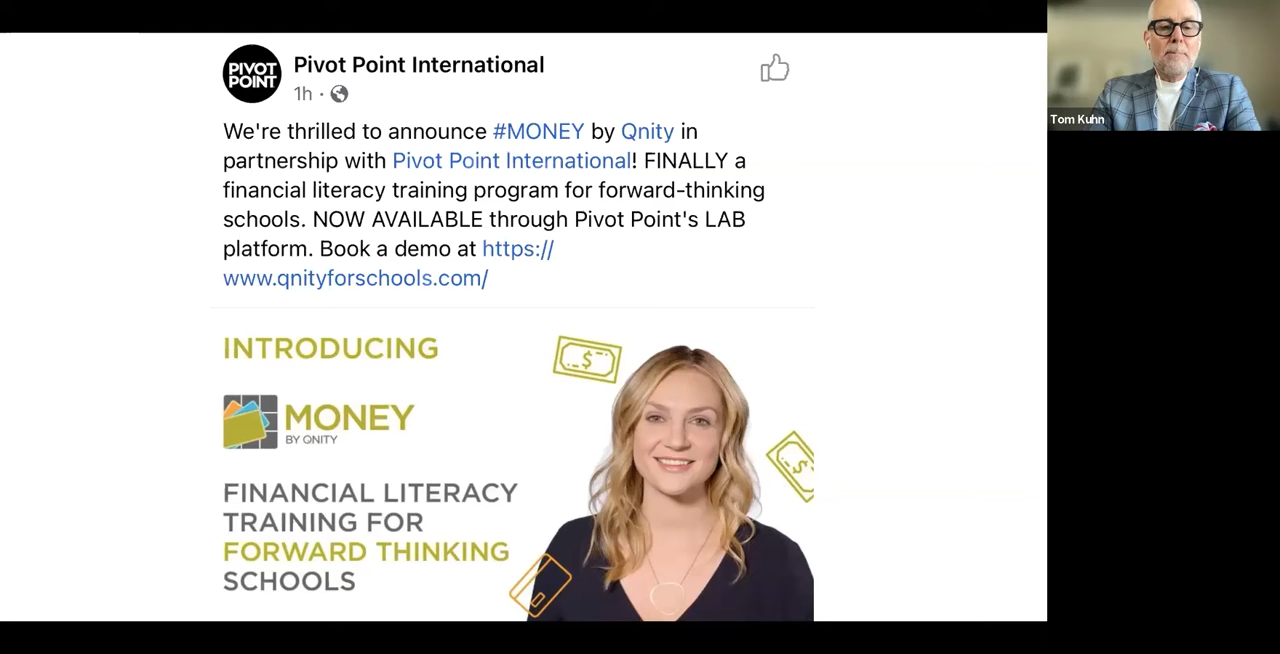 PIVOT
POINT
Pivot Point International
1h ·
We're thrilled to announce #MONEY by Qnity in
partnership with Pivot Point International! FINALLY a
financial literacy training program for forward-thinking
schools. NOW AVAILABLE through Pivot Point's LAB
platform. Book a demo at https://
www.qnityforschools.com/
INTRODUCING
MONEY
BY QNITY
FINANCIAL LITERACY
TRAINING FOR
FORWARD THINKING
SCHOOLS
$
$
Tom Kuhn